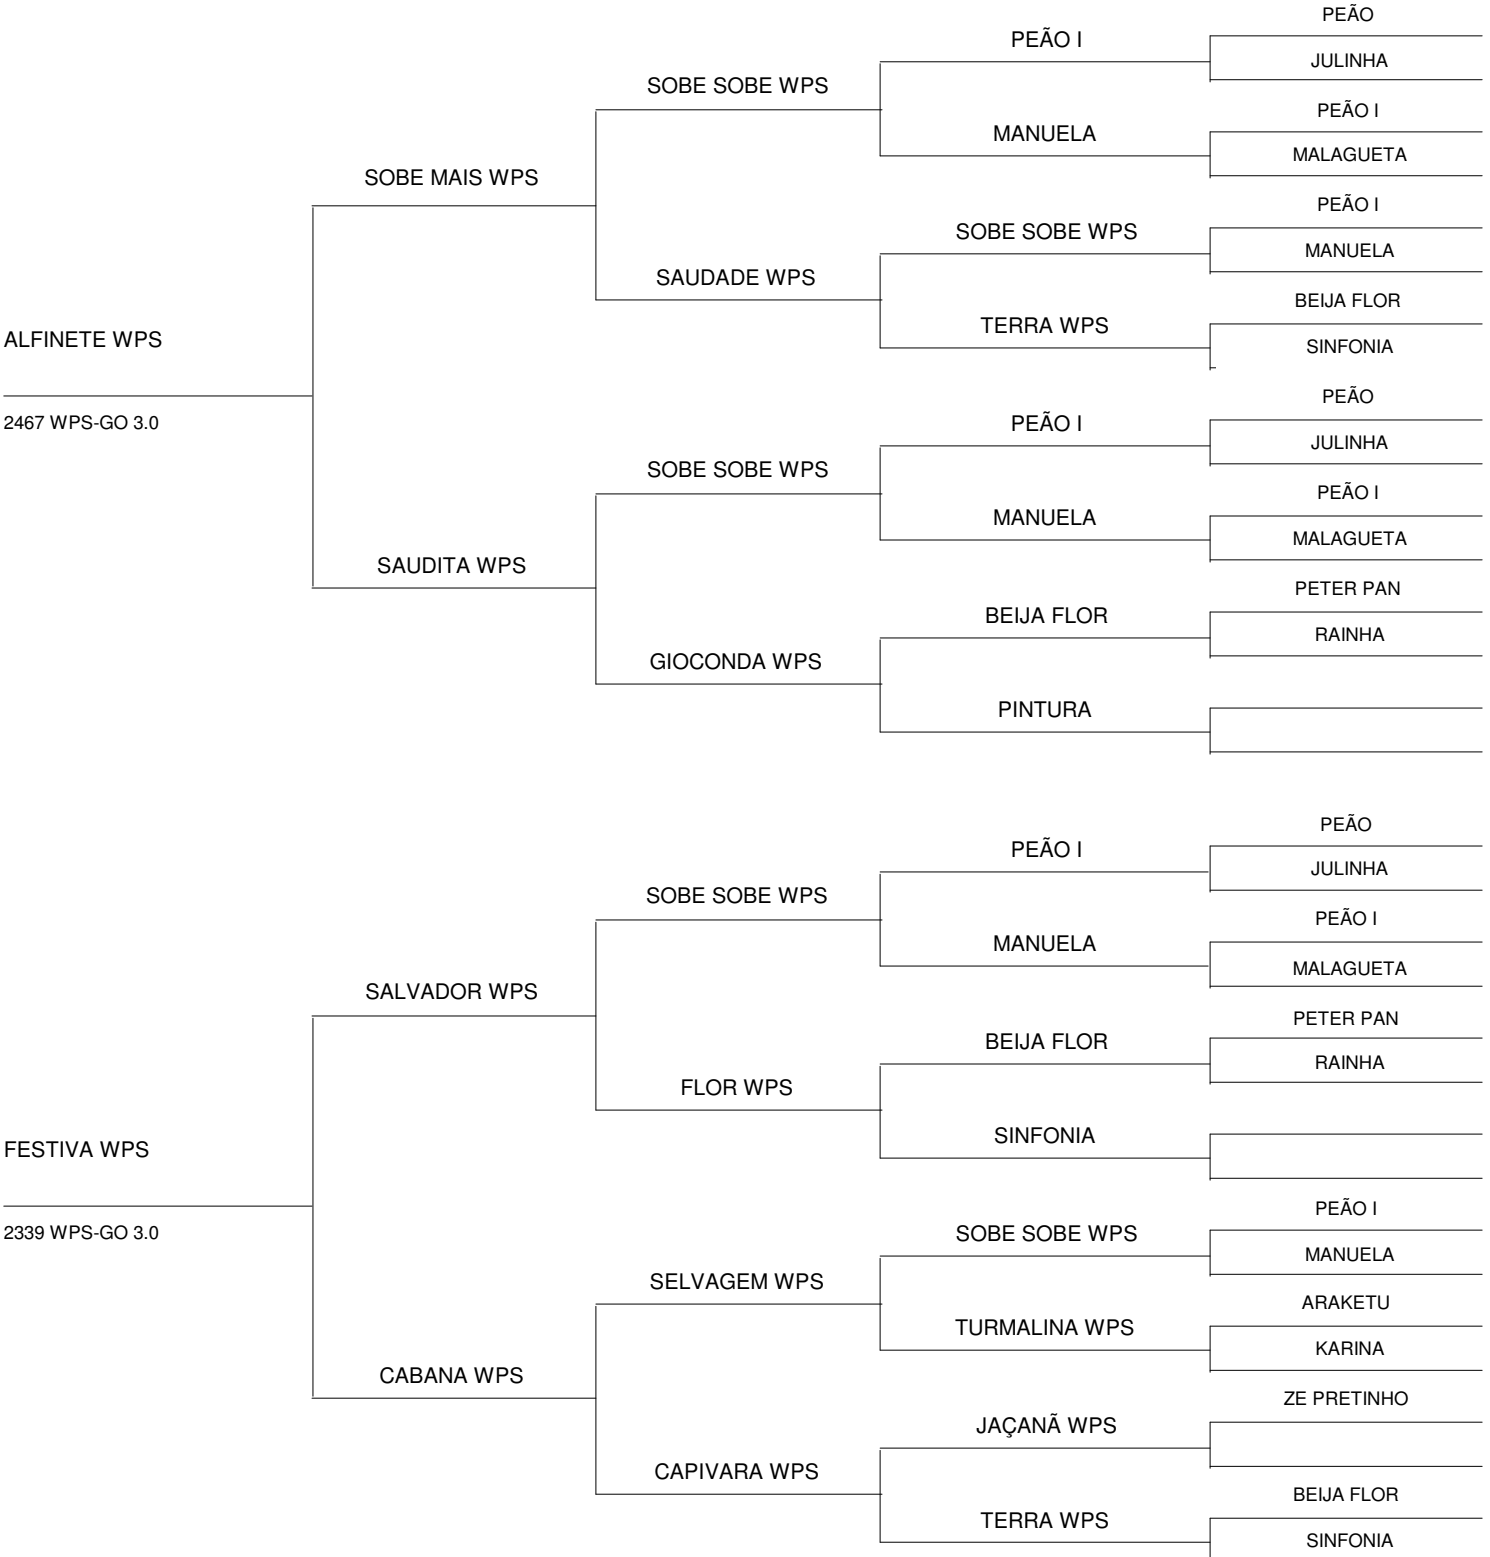 PEÃO
PEÃO I
JULINHA
SOBE SOBE WPS
PEÃO I
MANUELA
MALAGUETA
SOBE MAIS WPS
PEÃO I
SOBE SOBE WPS
MANUELA
SAUDADE WPS
BEIJA FLOR
TERRA WPS
SINFONIA
ALFINETE WPS
2467 WPS-GO 3.0
PEÃO
PEÃO I
JULINHA
SOBE SOBE WPS
PEÃO I
MANUELA
MALAGUETA
SAUDITA WPS
PETER PAN
BEIJA FLOR
RAINHA
GIOCONDA WPS
PINTURA
PEÃO
PEÃO I
JULINHA
SOBE SOBE WPS
PEÃO I
MANUELA
MALAGUETA
SALVADOR WPS
PETER PAN
BEIJA FLOR
RAINHA
FLOR WPS
SINFONIA
FESTIVA WPS
2339 WPS-GO 3.0
PEÃO I
SOBE SOBE WPS
MANUELA
SELVAGEM WPS
ARAKETU
TURMALINA WPS
KARINA
CABANA WPS
ZE PRETINHO
JAÇANÃ WPS
CAPIVARA WPS
BEIJA FLOR
TERRA WPS
SINFONIA